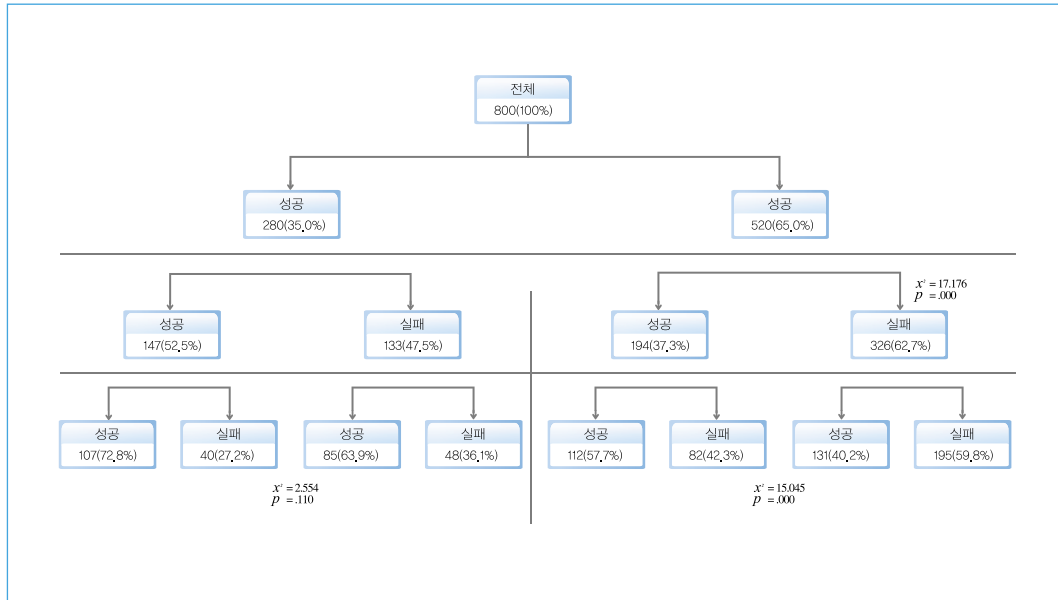 전체
800(100%)
성공
280(35.0%)
성공
520(65.0%)
x² = 17.176
p = .000
성공
147(52.5%)
실패
133(47.5%)
성공
194(37.3%)
실패
326(62.7%)
성공
107(72.8%)
실패
40(27.2%)
성공
85(63.9%)
실패
48(36.1%)
성공
112(57.7%)
실패
82(42.3%)
성공
131(40.2%)
실패
195(59.8%)
x² = 2.554
p = .110
x² = 15.045
p = .000